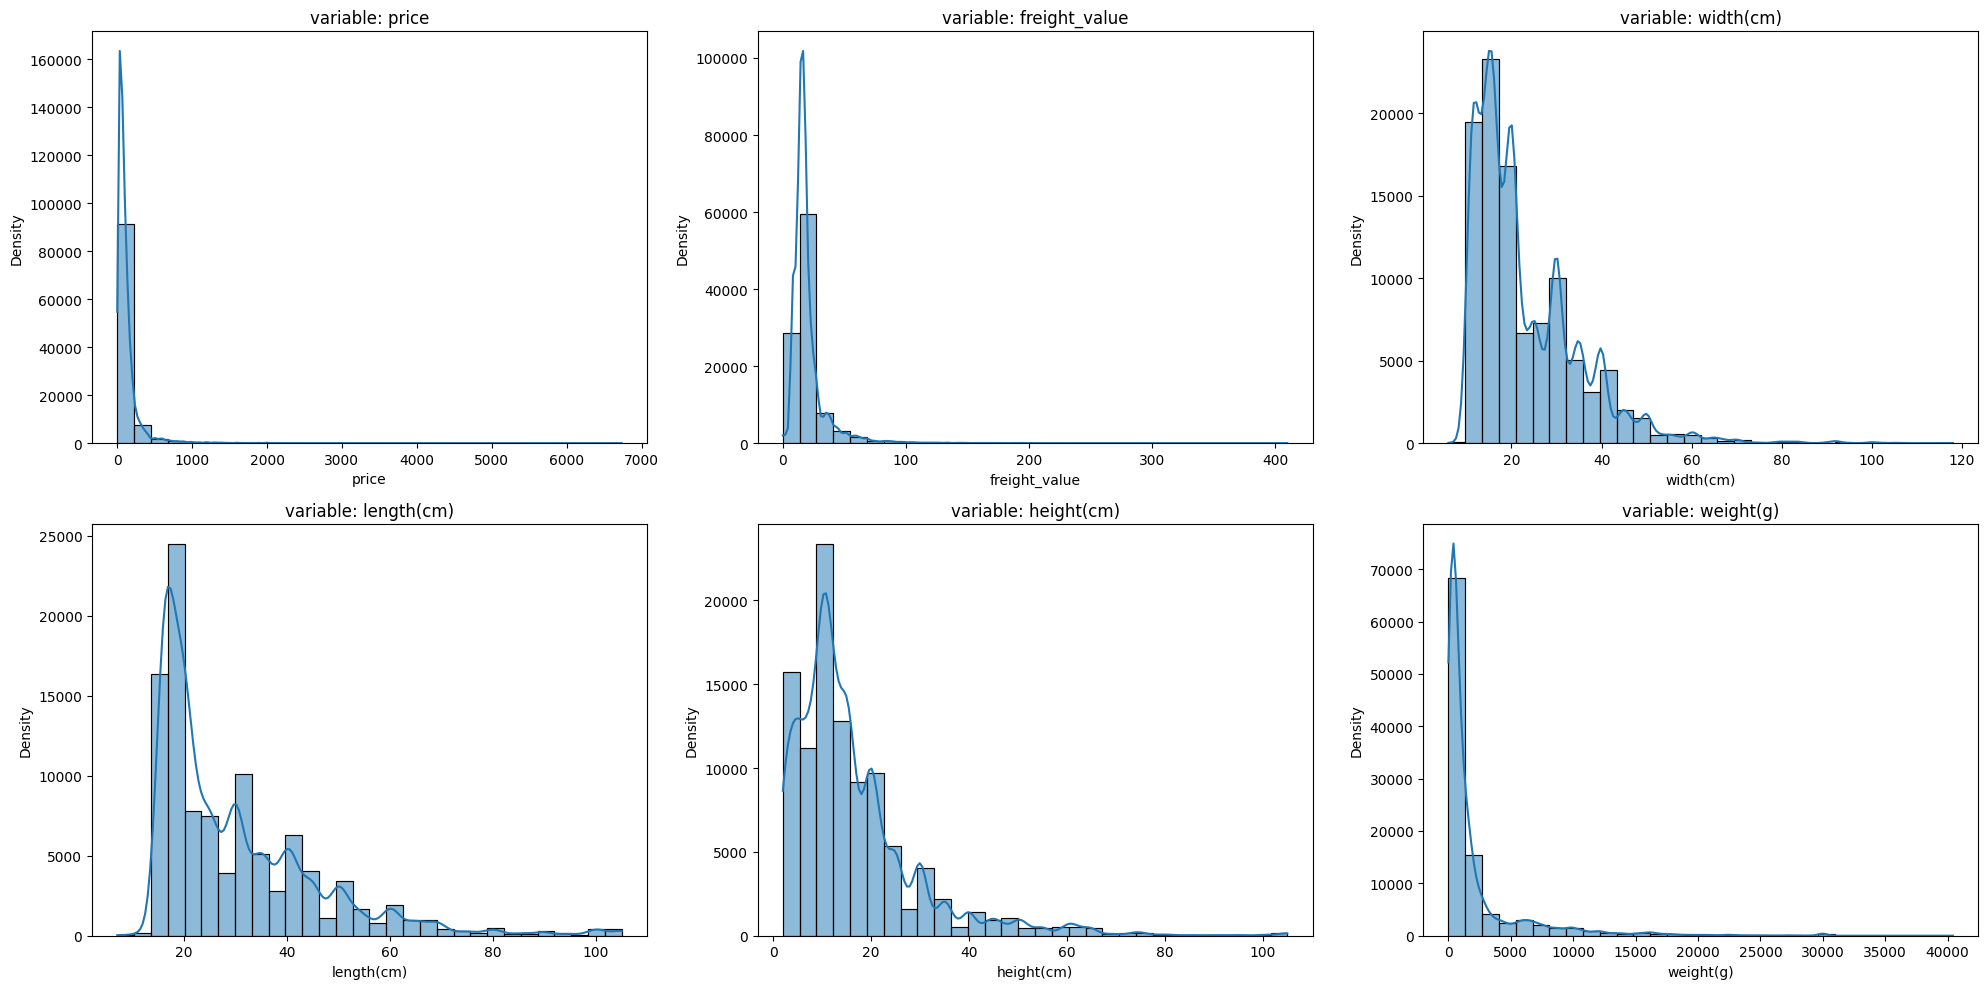 variable: price
160000
140000
120000
100000
80000
60000
40000
20000
0
Density
0 1000 2000 3000 4000 5000 6000 7000
price
variable: freight_value
100000
80000
60000
40000
20000
0
Density
0 100 200 300 400
freight_value
variable: width(cm)
20000
15000
10000
5000
0
Density
20 40 60 80 100 120
width(cm)
variable: length(cm)
25000
20000
15000
10000
5000
0
Density
20 40 60 80 100
length(cm)
variable: height(cm)
20000
15000
10000
5000
0
Density
0 20 40 60 80 100
height(cm)
variable: weight(g)
70000
60000
50000
40000
30000
20000
10000
0
Density
0 5000 10000 15000 20000 25000 30000 35000 40000
weight(g)